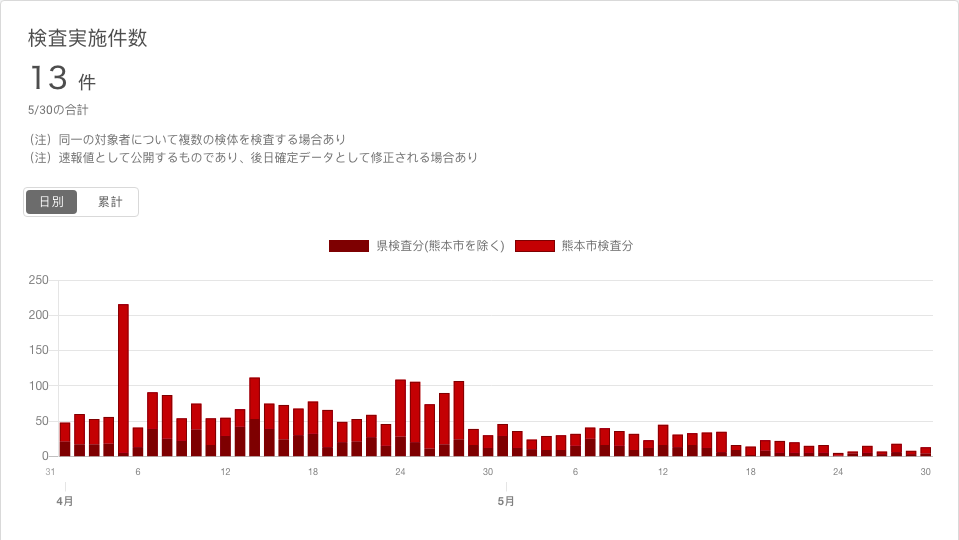 検査実施件数
13 件
5/30の合計
（注）同一の対象者について複数の検体を検査する場合あり
（注）速報値として公開するものであり、後日確定データとして修正される場合あり
日別 累計
県検査分(熊本市を除く) 熊本市検査分
250
200
150
100
50
0
31 6 12 18 24 30 6 12 18 24 30
4月 5月